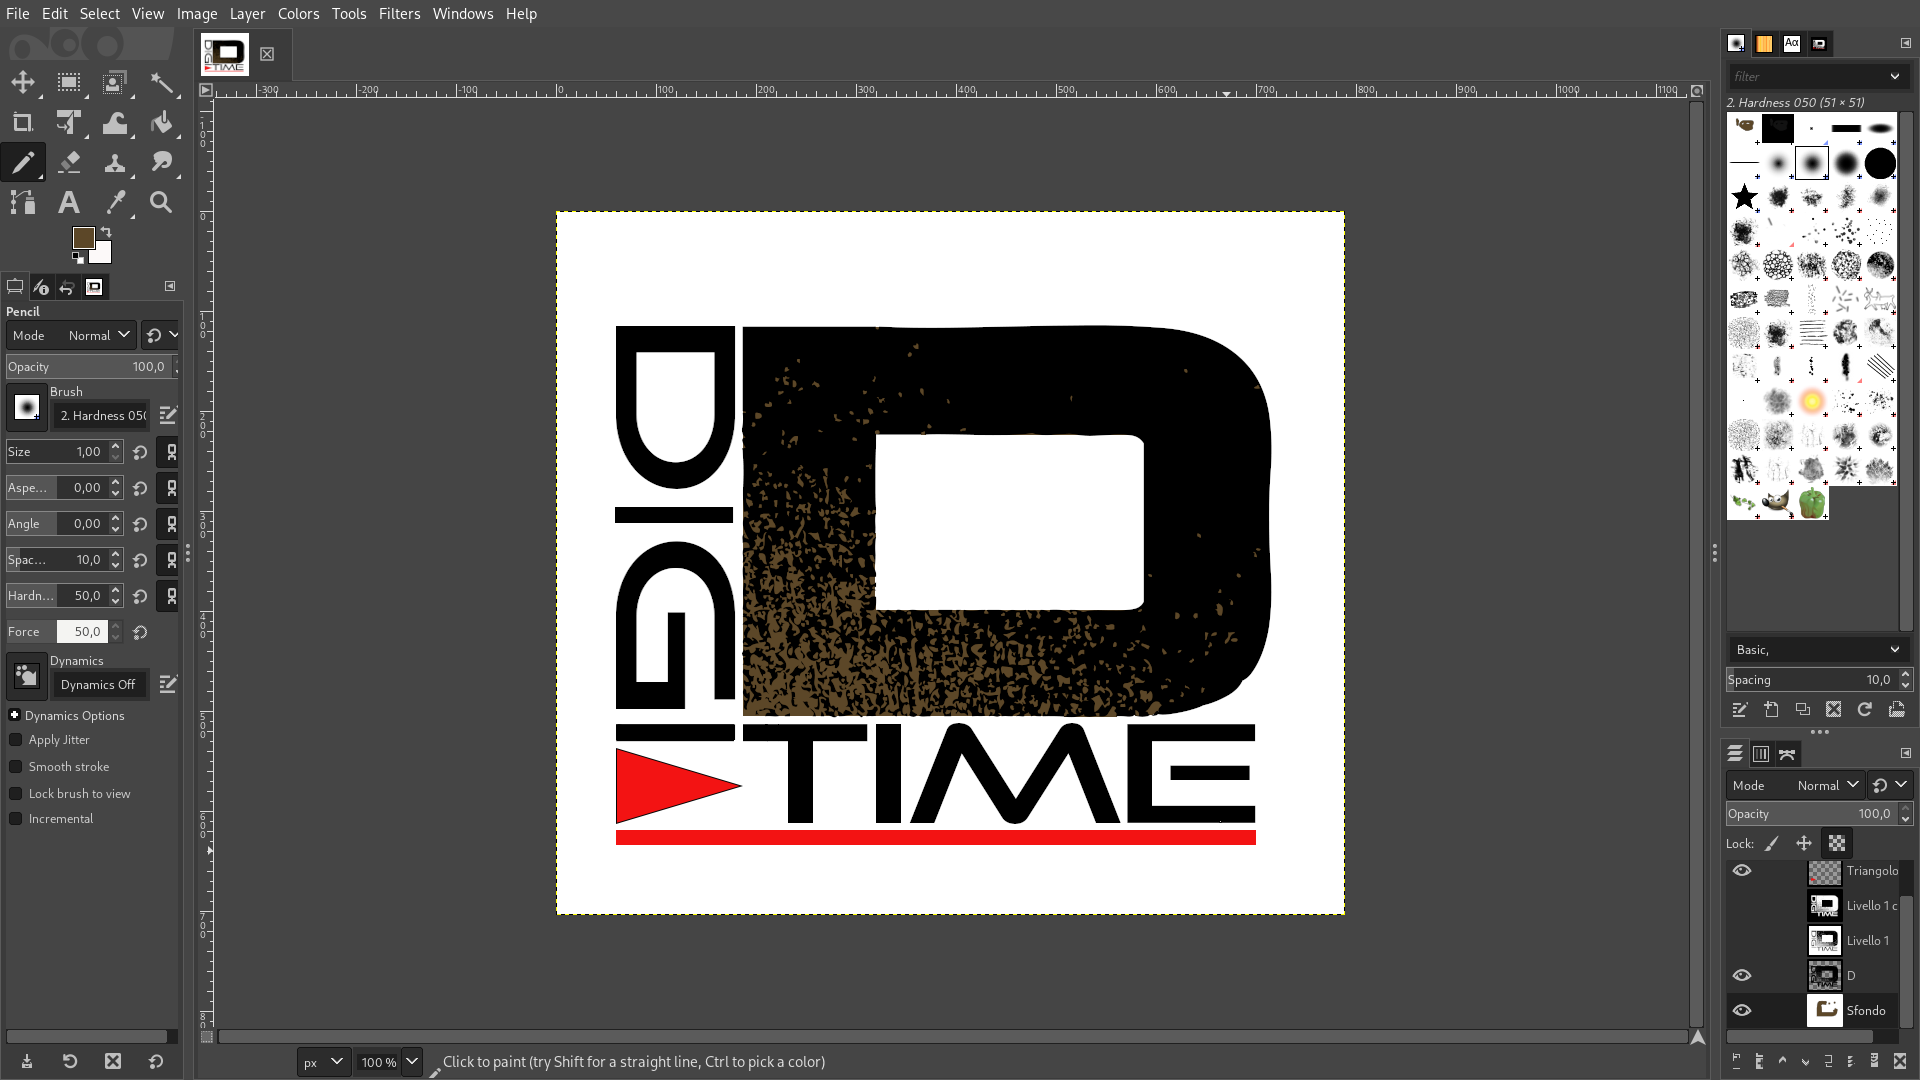 File Edit Select View Image Layer Colors Tools Filters Windows Help
Pencil
Mode Normal
Opacity 100,0
Brush
2. Hardness 050
Size 1,00
Aspe... 0,00
Angle 0,00
Spac... 10,0
Hardn... 50,0
Force 50,0
Dynamics
Dynamics Off
Dynamics Options
Apply Jitter
Smooth stroke
Lock brush to view
Incremental
-300 -200 -100 0 100 200 300 400 500 600 700 800 900 1000 1100
DIGI
D
TIME
px 100 % Click to paint (try Shift for a straight line, Ctrl to pick a color)
filter
2. Hardness 050 (51 × 51)
Basic,
Spacing 10,0
Mode Normal
Opacity 100,0
Lock:
Triangolo
Livello 1 c
Livello 1
D
Sfondo